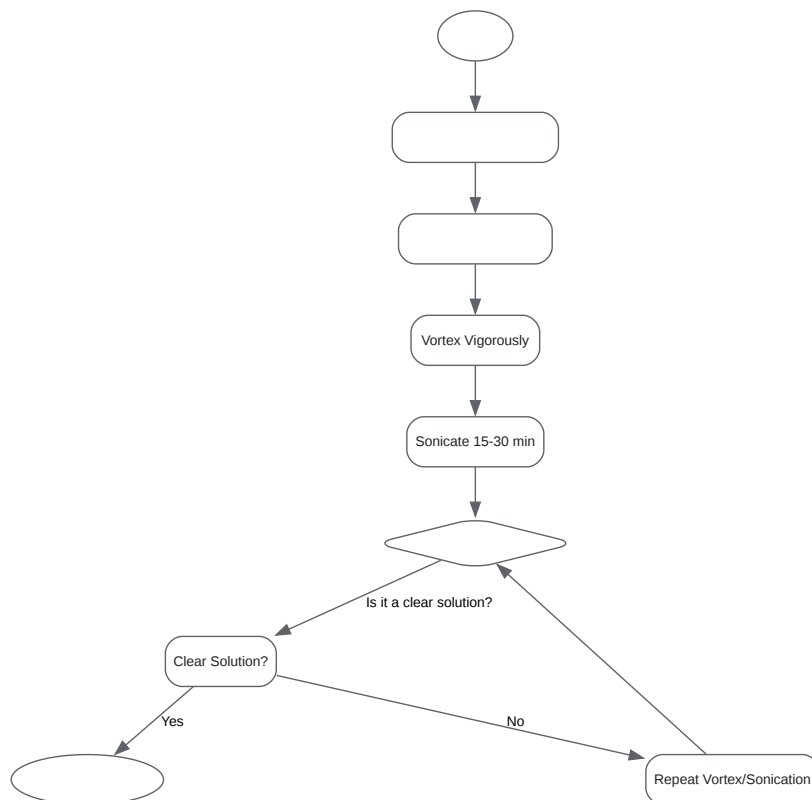 Vortex Vigorously
Sonicate 15-30 min
Is it a clear solution?
Clear Solution?
Yes
No
Repeat Vortex/Sonication